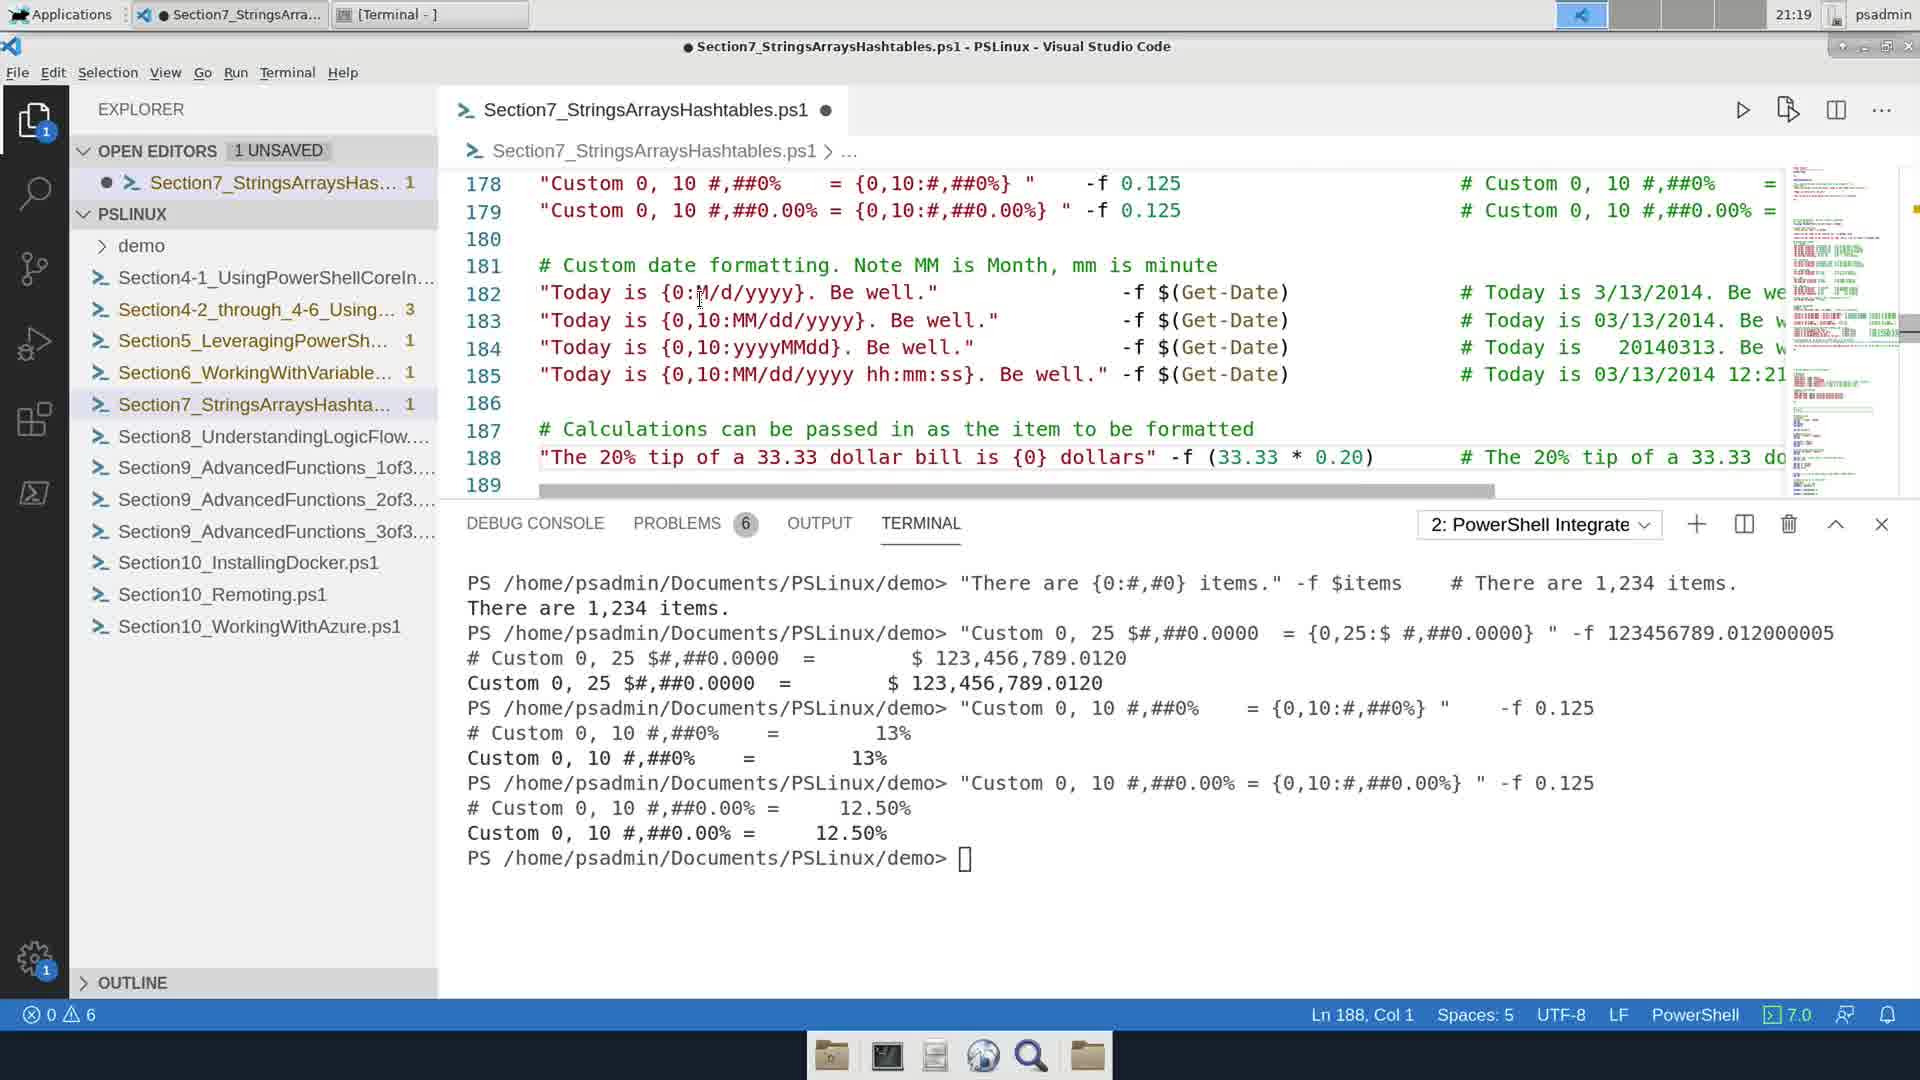 Applications
● Section7_StringsArra...
[Terminal - ]
21:19
psadmin
● Section7_StringsArraysHashtables.ps1 - PSLinux - Visual Studio Code
File Edit Selection View Go Run Terminal Help
EXPLORER
OPEN EDITORS 1 UNSAVED
Section7_StringsArraysHas... 1
PSLINUX
demo
Section4-1_UsingPowerShellCoreIn...
Section4-2_through_4-6_Using... 3
Section5_LeveragingPowerSh... 1
Section6_WorkingWithVariable... 1
Section7_StringsArraysHashta... 1
Section8_UnderstandingLogicFlow....
Section9_AdvancedFunctions_1of3....
Section9_AdvancedFunctions_2of3....
Section9_AdvancedFunctions_3of3....
Section10_InstallingDocker.ps1
Section10_Remoting.ps1
Section10_WorkingWithAzure.ps1
OUTLINE
1
1
Section7_StringsArraysHashtables.ps1 ●
Section7_StringsArraysHashtables.ps1 > ...
178 "Custom 0, 10 #,##0%    = {0,10:#,##0%} "    -f 0.125 # Custom 0, 10 #,##0%    =
179 "Custom 0, 10 #,##0.00% = {0,10:#,##0.00%} " -f 0.125 # Custom 0, 10 #,##0.00% =
180
181 # Custom date formatting. Note MM is Month, mm is minute
182 "Today is {0:M/d/yyyy}. Be well." -f $(Get-Date) # Today is 3/13/2014. Be we
183 "Today is {0,10:MM/dd/yyyy}. Be well." -f $(Get-Date) # Today is 03/13/2014. Be w
184 "Today is {0,10:yyyyMMdd}. Be well." -f $(Get-Date) # Today is   20140313. Be w
185 "Today is {0,10:MM/dd/yyyy hh:mm:ss}. Be well." -f $(Get-Date) # Today is 03/13/2014 12:21
186
187 # Calculations can be passed in as the item to be formatted
188 "The 20% tip of a 33.33 dollar bill is {0} dollars" -f (33.33 * 0.20) # The 20% tip of a 33.33 do
189
DEBUG CONSOLE PROBLEMS 6 OUTPUT TERMINAL
2: PowerShell Integrate
PS /home/psadmin/Documents/PSLinux/demo> "There are {0:#,#0} items." -f $items    # There are 1,234 items.
There are 1,234 items.
PS /home/psadmin/Documents/PSLinux/demo> "Custom 0, 25 $#,##0.0000  = {0,25:$ #,##0.0000} " -f 123456789.012000005
# Custom 0, 25 $#,##0.0000  =        $ 123,456,789.0120
Custom 0, 25 $#,##0.0000  =        $ 123,456,789.0120
PS /home/psadmin/Documents/PSLinux/demo> "Custom 0, 10 #,##0%    = {0,10:#,##0%} "    -f 0.125
# Custom 0, 10 #,##0%    =        13%
Custom 0, 10 #,##0%    =        13%
PS /home/psadmin/Documents/PSLinux/demo> "Custom 0, 10 #,##0.00% = {0,10:#,##0.00%} " -f 0.125
# Custom 0, 10 #,##0.00% =     12.50%
Custom 0, 10 #,##0.00% =     12.50%
PS /home/psadmin/Documents/PSLinux/demo>
0 6
Ln 188, Col 1 Spaces: 5 UTF-8 LF PowerShell 7.0